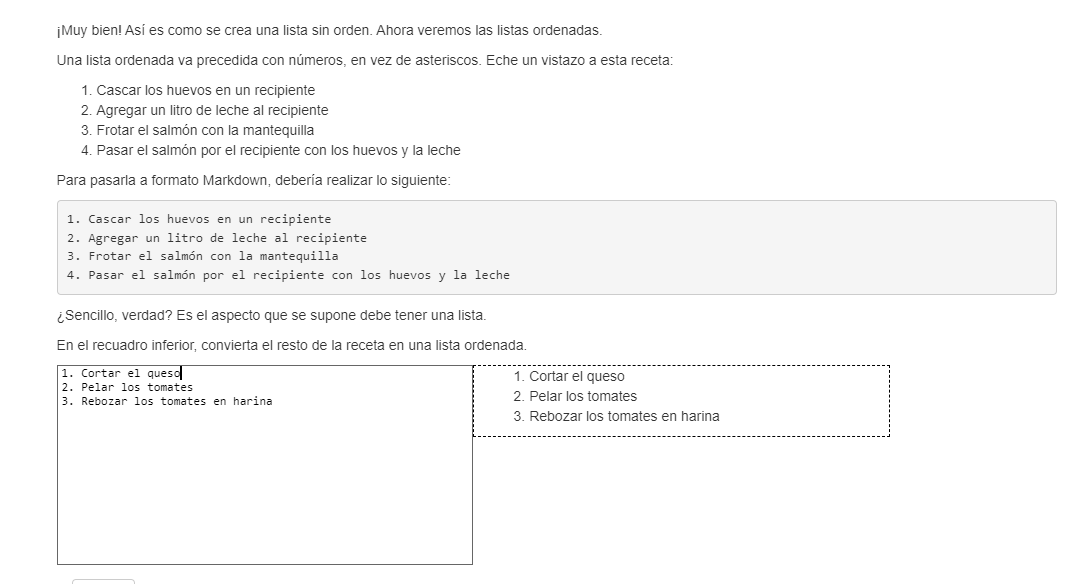 ¡Muy bien! Así es como se crea una lista sin orden. Ahora veremos las listas ordenadas.
Una lista ordenada va precedida con números, en vez de asteriscos. Eche un vistazo a esta receta:
1. Cascar los huevos en un recipiente
2. Agregar un litro de leche al recipiente
3. Frotar el salmón con la mantequilla
4. Pasar el salmón por el recipiente con los huevos y la leche
Para pasarla a formato Markdown, debería realizar lo siguiente:
1. Cascar los huevos en un recipiente
2. Agregar un litro de leche al recipiente
3. Frotar el salmón con la mantequilla
4. Pasar el salmón por el recipiente con los huevos y la leche
¿Sencillo, verdad? Es el aspecto que se supone debe tener una lista.
En el recuadro inferior, convierta el resto de la receta en una lista ordenada.
1. Cortar el queso
2. Pelar los tomates
3. Rebozar los tomates en harina
1. Cortar el queso
2. Pelar los tomates
3. Rebozar los tomates en harina